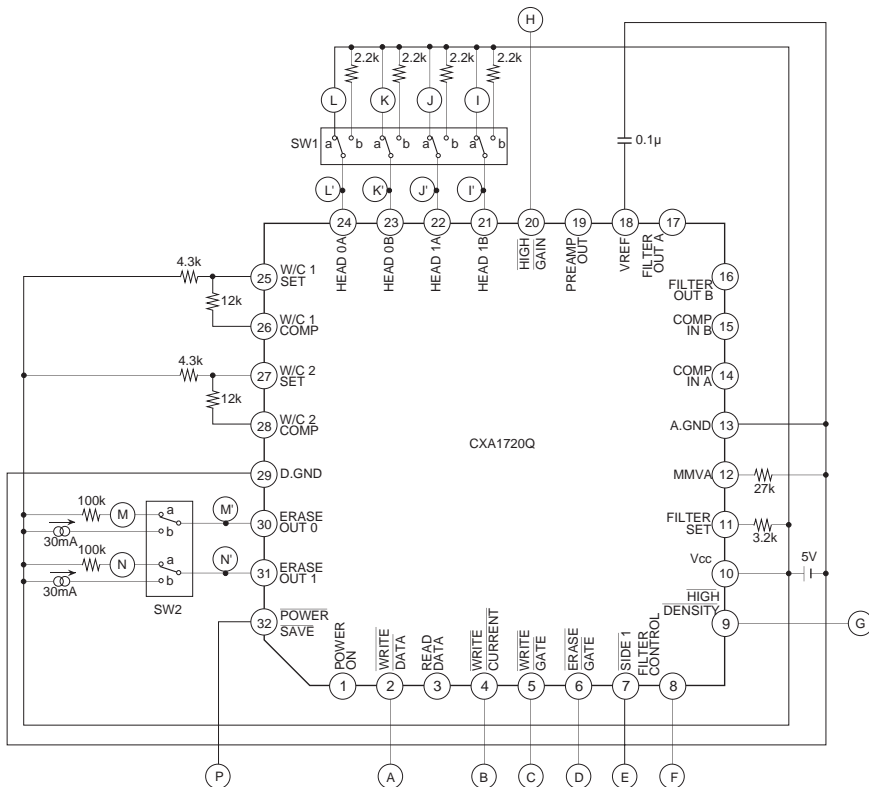 H
2.2k 2.2k 2.2k 2.2k
L K J I
SW1 a b a b a b a b
0.1µ
L' K' J' I'
24 23 22 21 20 19 18 17
HEAD 0A
HEAD 0B
HEAD 1A
HEAD 1B
HIGH
GAIN
PREAMP
OUT
VREF
FILTER
OUT A
4.3k
25 W/C 1
SET
12k
26 W/C 1
COMP
4.3k
27 W/C 2
SET
12k
28 W/C 2
COMP
29 D.GND
100k M a M'
30 ERASE
OUT 0
30mA b
100k N a N'
31 ERASE
OUT 1
30mA b
SW2
32 POWER
SAVE
CXA1720Q
16
FILTER
OUT B
COMP
IN B 15
COMP
IN A 14
A.GND 13
MMVA 12
27k
FILTER
SET 11
3.2k
Vcc 10
5V
HIGH
DENSITY 9
G
POWER
ON
WRITE
DATA
READ
DATA
WRITE
CURRENT
WRITE
GATE
ERASE
GATE
SIDE 1
FILTER
CONTROL
1 2 3 4 5 6 7 8
P A B C D E F